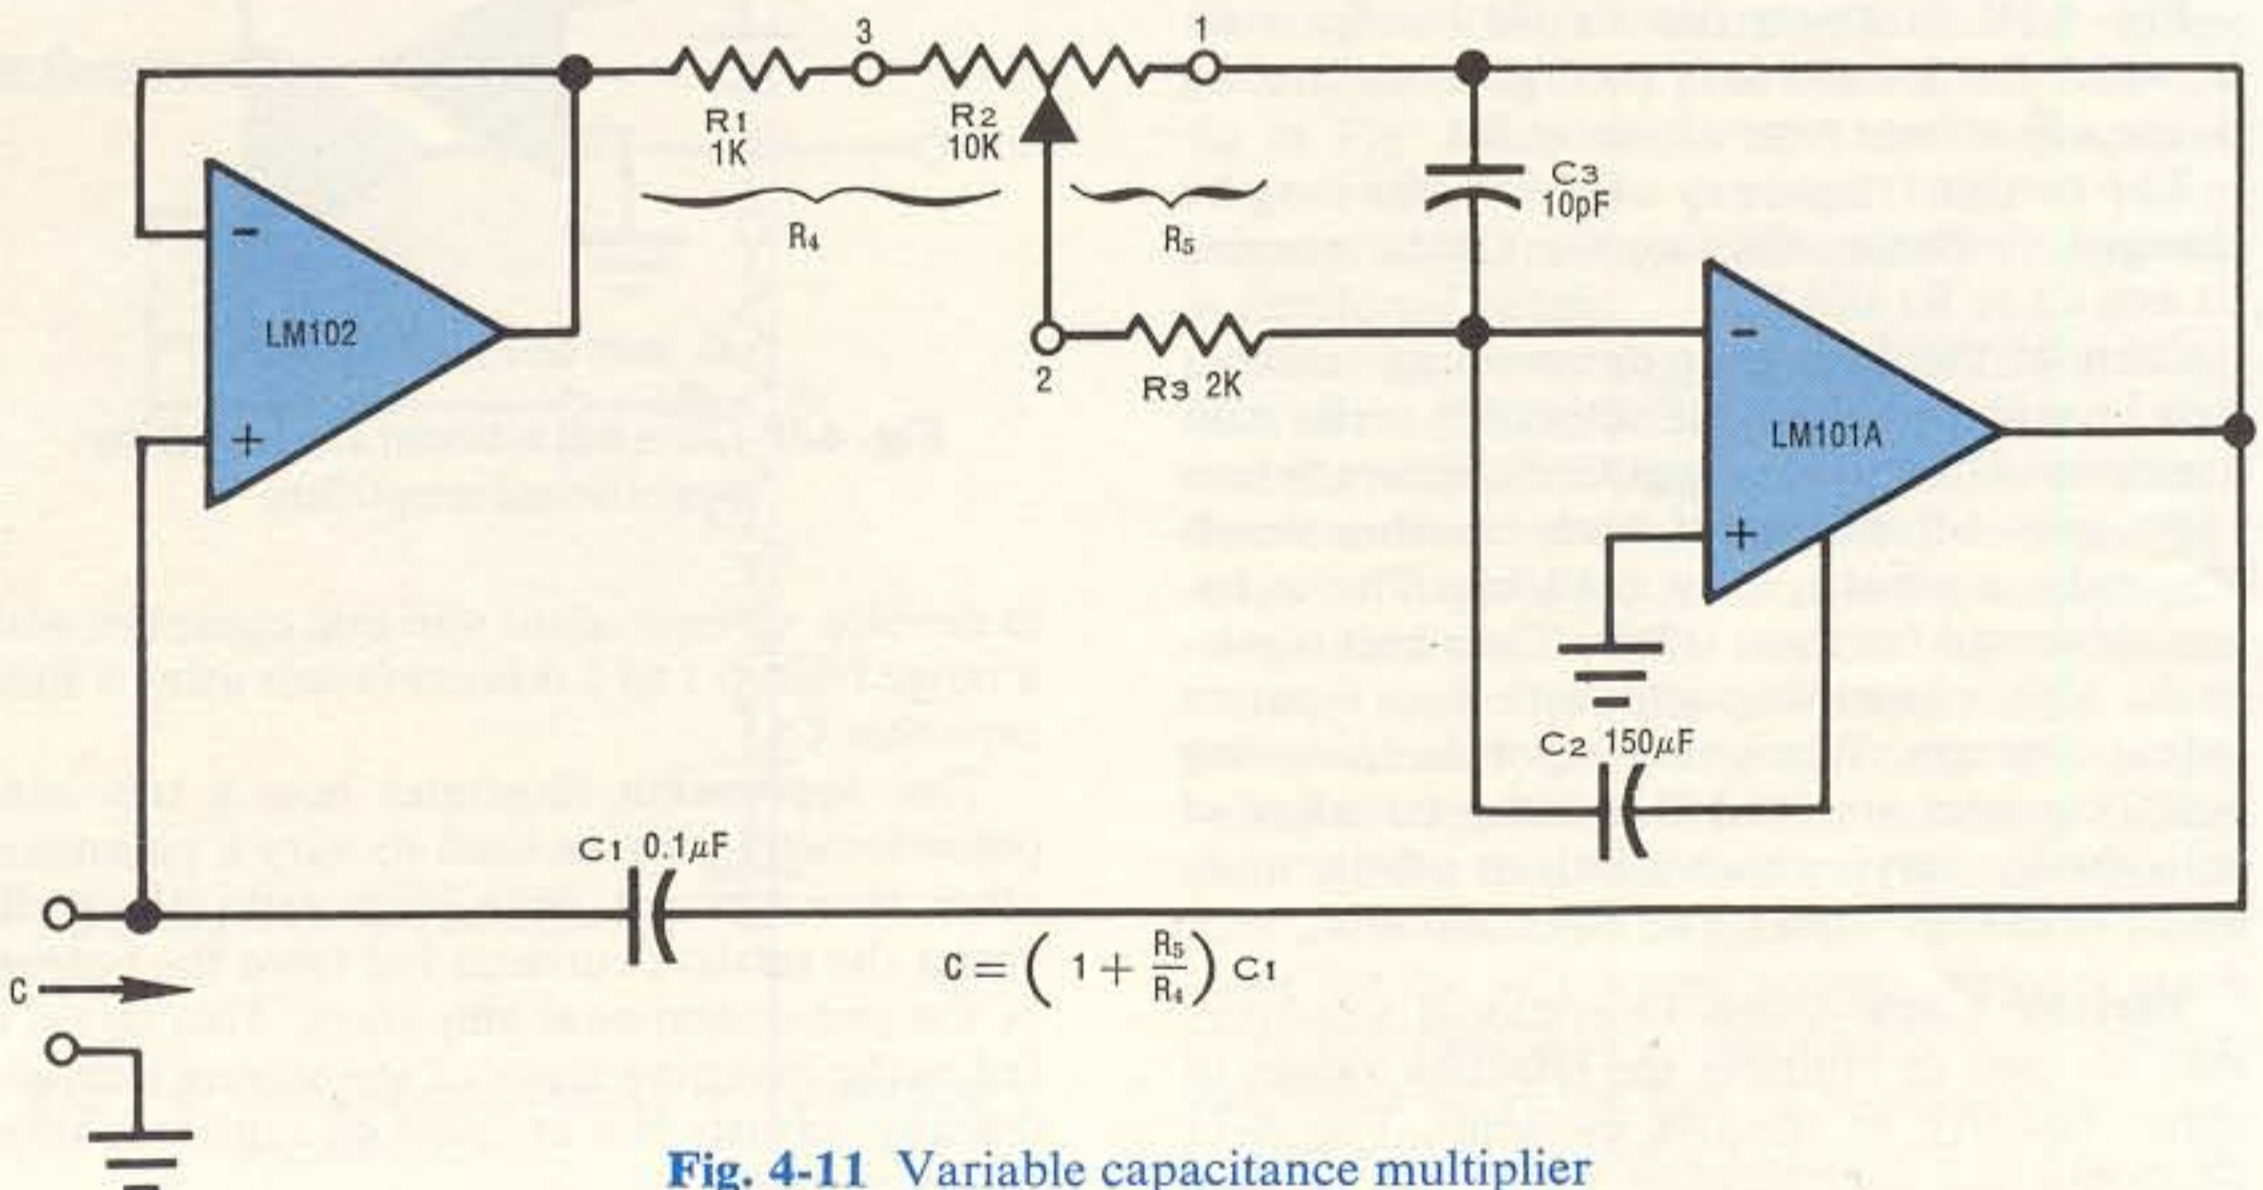 3
1
R1
1K
R2
10K
R4
R5
C3
10pF
−
LM102
+
2
R3 2K
−
LM101A
+
C2 150μF
C1 0.1μF
C = ( 1 + R5/R4 ) C1
C
Fig. 4-11 Variable capacitance multiplier